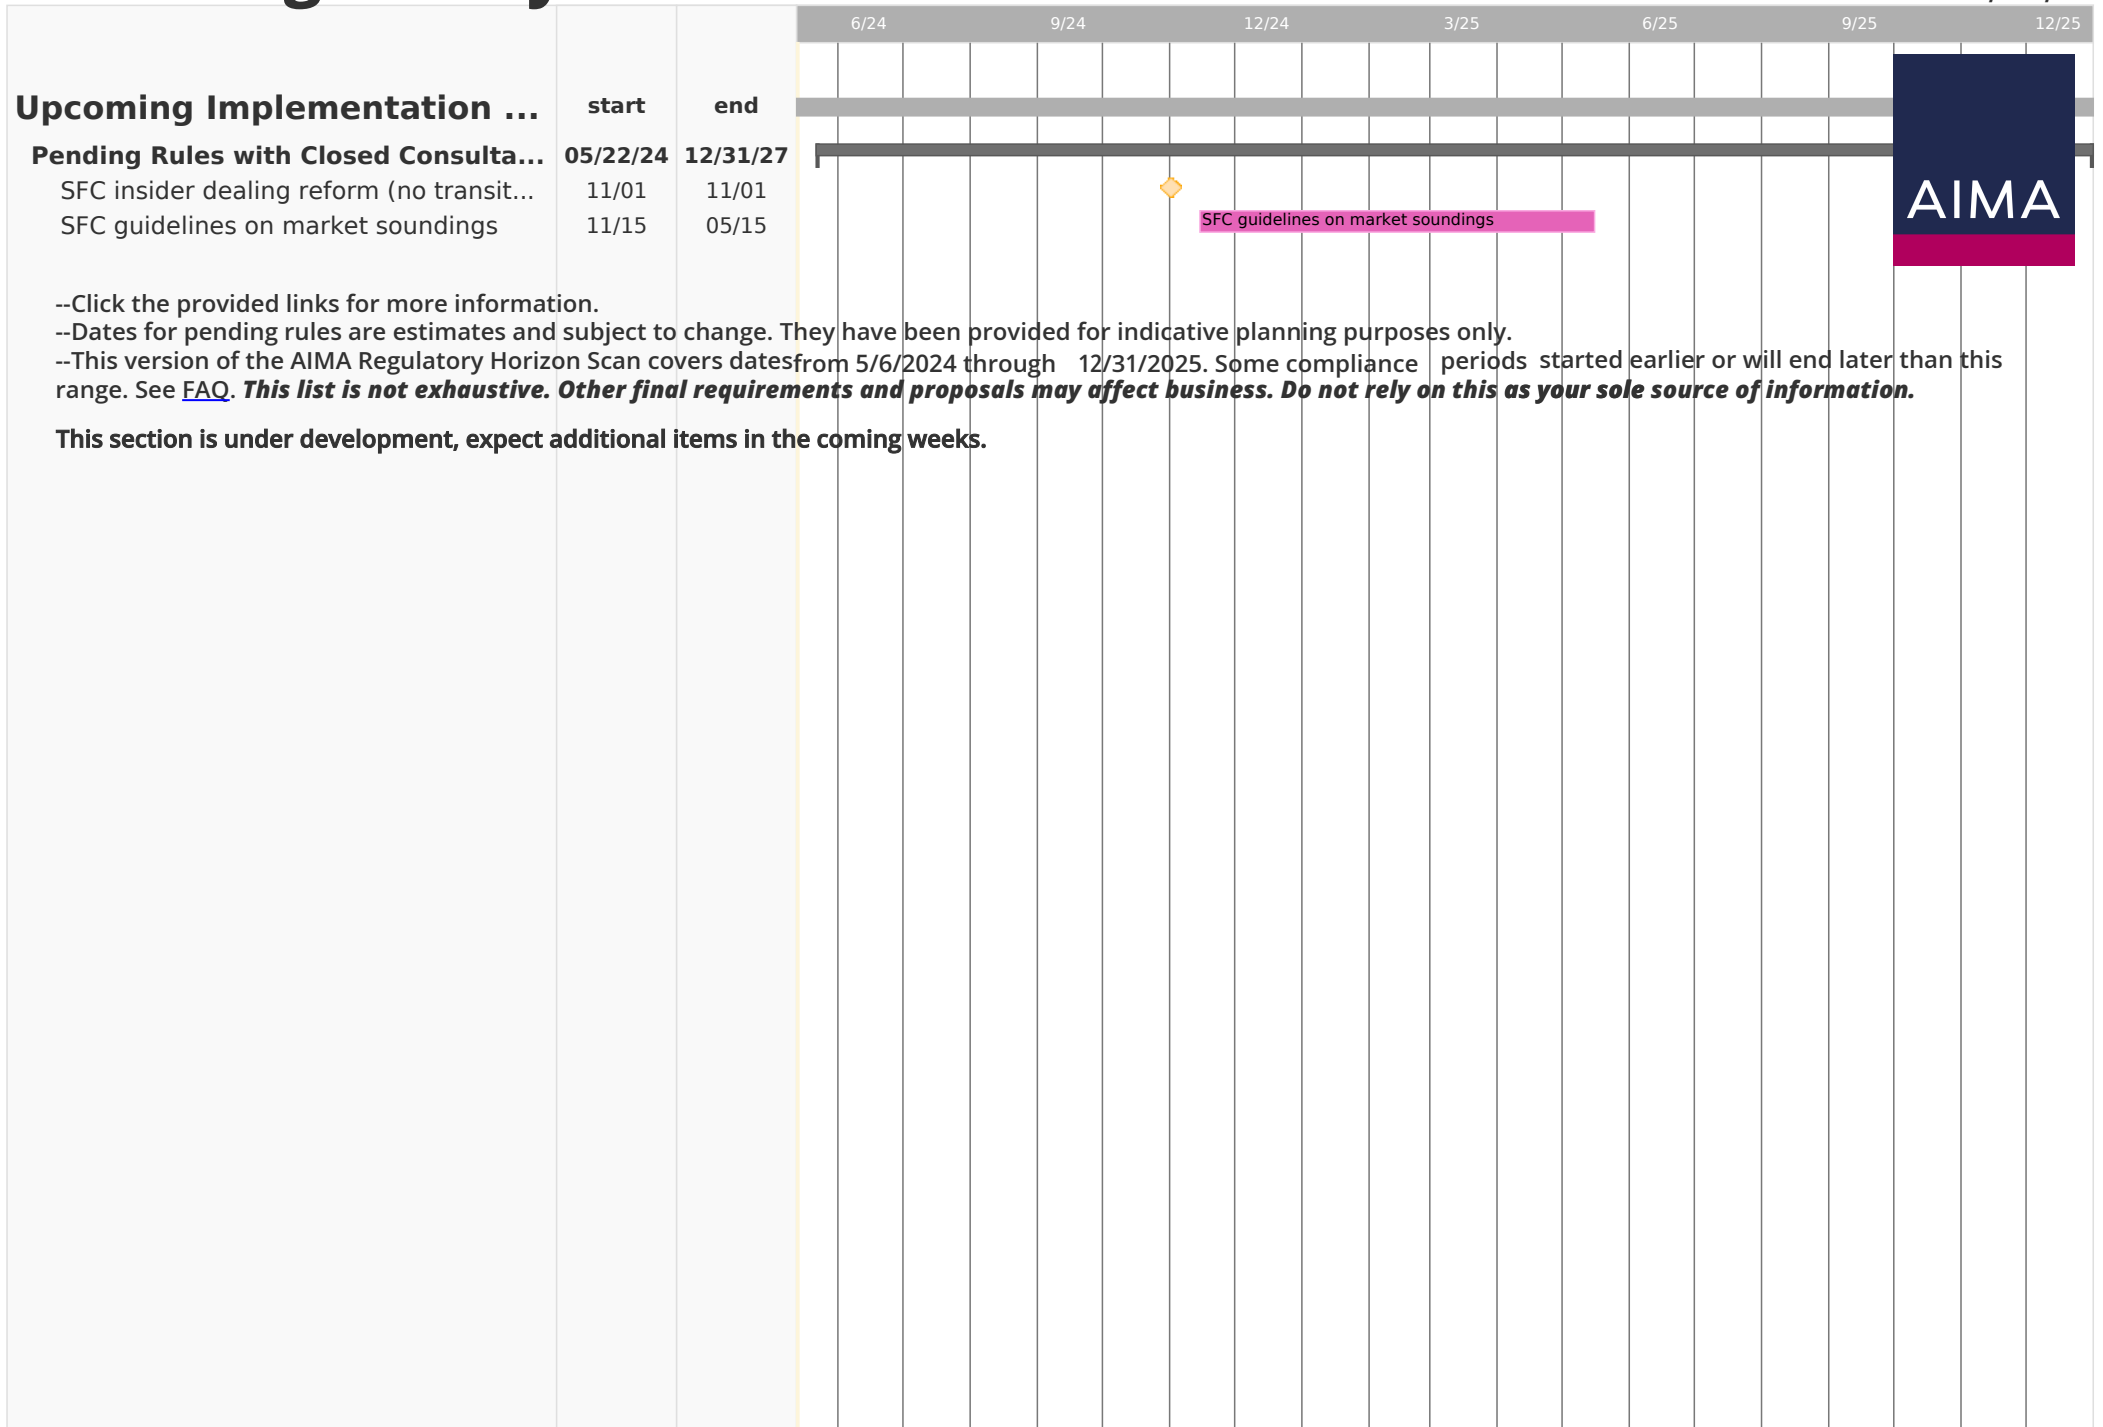 6/24 9/24 12/24 3/25 6/25 9/25 12/25
Upcoming Implementation ... start end
Pending Rules with Closed Consulta... 05/22/24 12/31/27
SFC insider dealing reform (no transit... 11/01 11/01
SFC guidelines on market soundings 11/15 05/15 SFC guidelines on market soundings
AIMA
--Click the provided links for more information.
--Dates for pending rules are estimates and subject to change. They have been provided for indicative planning purposes only.
--This version of the AIMA Regulatory Horizon Scan covers dates from 5/6/2024 through 12/31/2025. Some compliance periods started earlier or will end later than this
range. See FAQ. This list is not exhaustive. Other final requirements and proposals may affect business. Do not rely on this as your sole source of information.
This section is under development, expect additional items in the coming weeks.